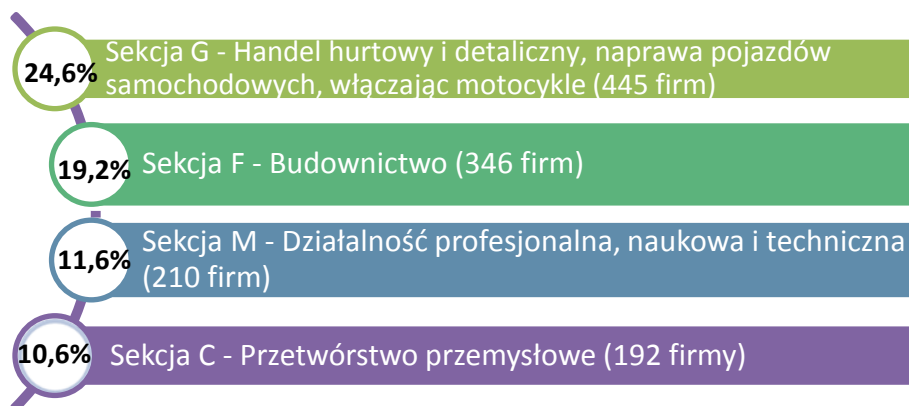 24,6%
Sekcja G - Handel hurtowy i detaliczny, naprawa pojazdów
samochodowych, włączając motocykle (445 firm)
19,2%
Sekcja F - Budownictwo (346 firm)
11,6%
Sekcja M - Działalność profesjonalna, naukowa i techniczna
(210 firm)
10,6%
Sekcja C - Przetwórstwo przemysłowe (192 firmy)